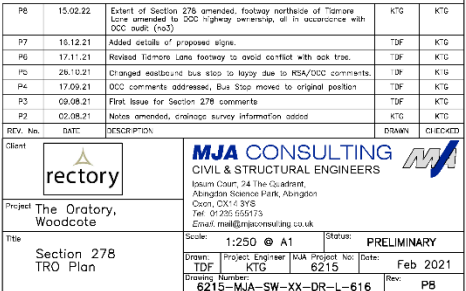 P8 15.02.22 Extent of Section 278 amended, footway northside of Tidmore KTG KTG
Lane amended to OCC highway ownership, all in accordance with
OCC audit (no3)
P7 16.12.21 Added details of proposed signs. TDF KTG
P6 17.11.21 Revised Tidmore Lane footway to avoid conflict with oak tree. TDF KTG
P5 26.10.21 Changed eastbound bus stop to layby due to RSA/OCC comments. TDF KTG
P4 17.09.21 OCC comments addressed, Bus Stop moved to original position TDF KTG
P3 09.08.21 First Issue for Section 278 comments TDF KTG
P2 02.08.21 Notes amended, drainage survey information added KTG KTG
REV. No. DATE DESCRIPTION DRAWN CHECKED
Client
rectory
MJA CONSULTING
CIVIL & STRUCTURAL ENGINEERS
Ipsum Court, 24 The Quadrant,
Abingdon Science Park, Abingdon
Oxon, OX14 3YS
Tel: 01235 555173
Email: mail@mjaconsulting.co.uk
Project The Oratory,
Woodcote
Title
Section 278
TRO Plan
Scale: 1:250 @ A1 Status: PRELIMINARY
Drawn: TDF Project Engineer KTG MJA Project No: 6215 Date: Feb 2021
Drawing Number: 6215-MJA-SW-XX-DR-L-616 Rev: P8